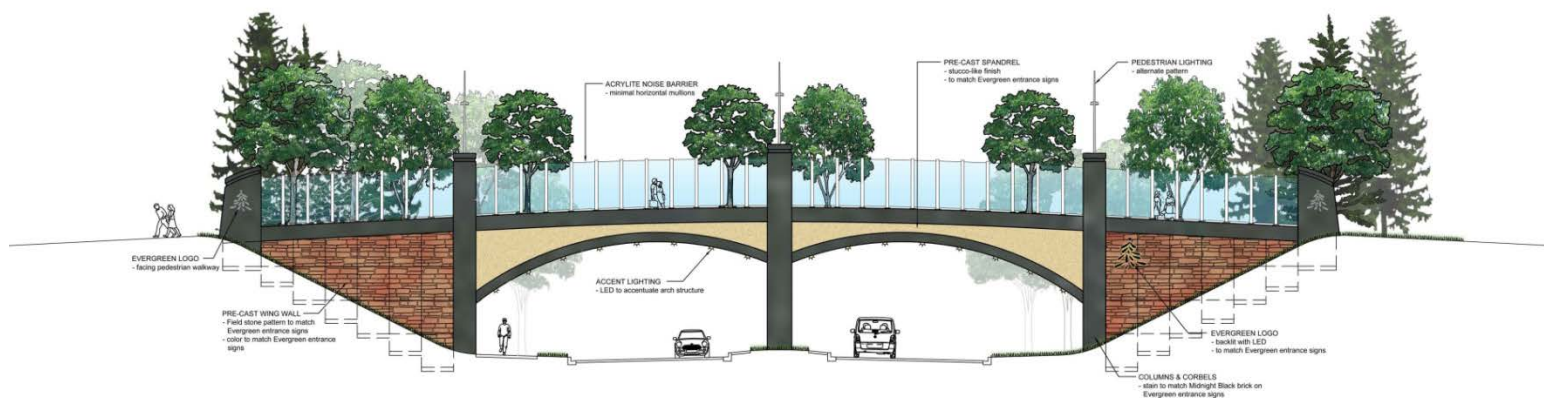 ACRYLITE NOISE BARRIER
- minimal horizontal mullions
PRE-CAST SPANDREL
- stucco-like finish
- to match Evergreen entrance signs
PEDESTRIAN LIGHTING
- alternate pattern
EVERGREEN LOGO
- facing pedestrian walkway
ACCENT LIGHTING
- LED to accentuate arch structure
PRE-CAST WING WALL
- Field stone pattern to match
Evergreen entrance signs
- color to match Evergreen entrance
signs
EVERGREEN LOGO
- backlit with LED
- to match Evergreen entrance signs
COLUMNS & CORBELS
- stain to match Midnight Black brick on
Evergreen entrance signs